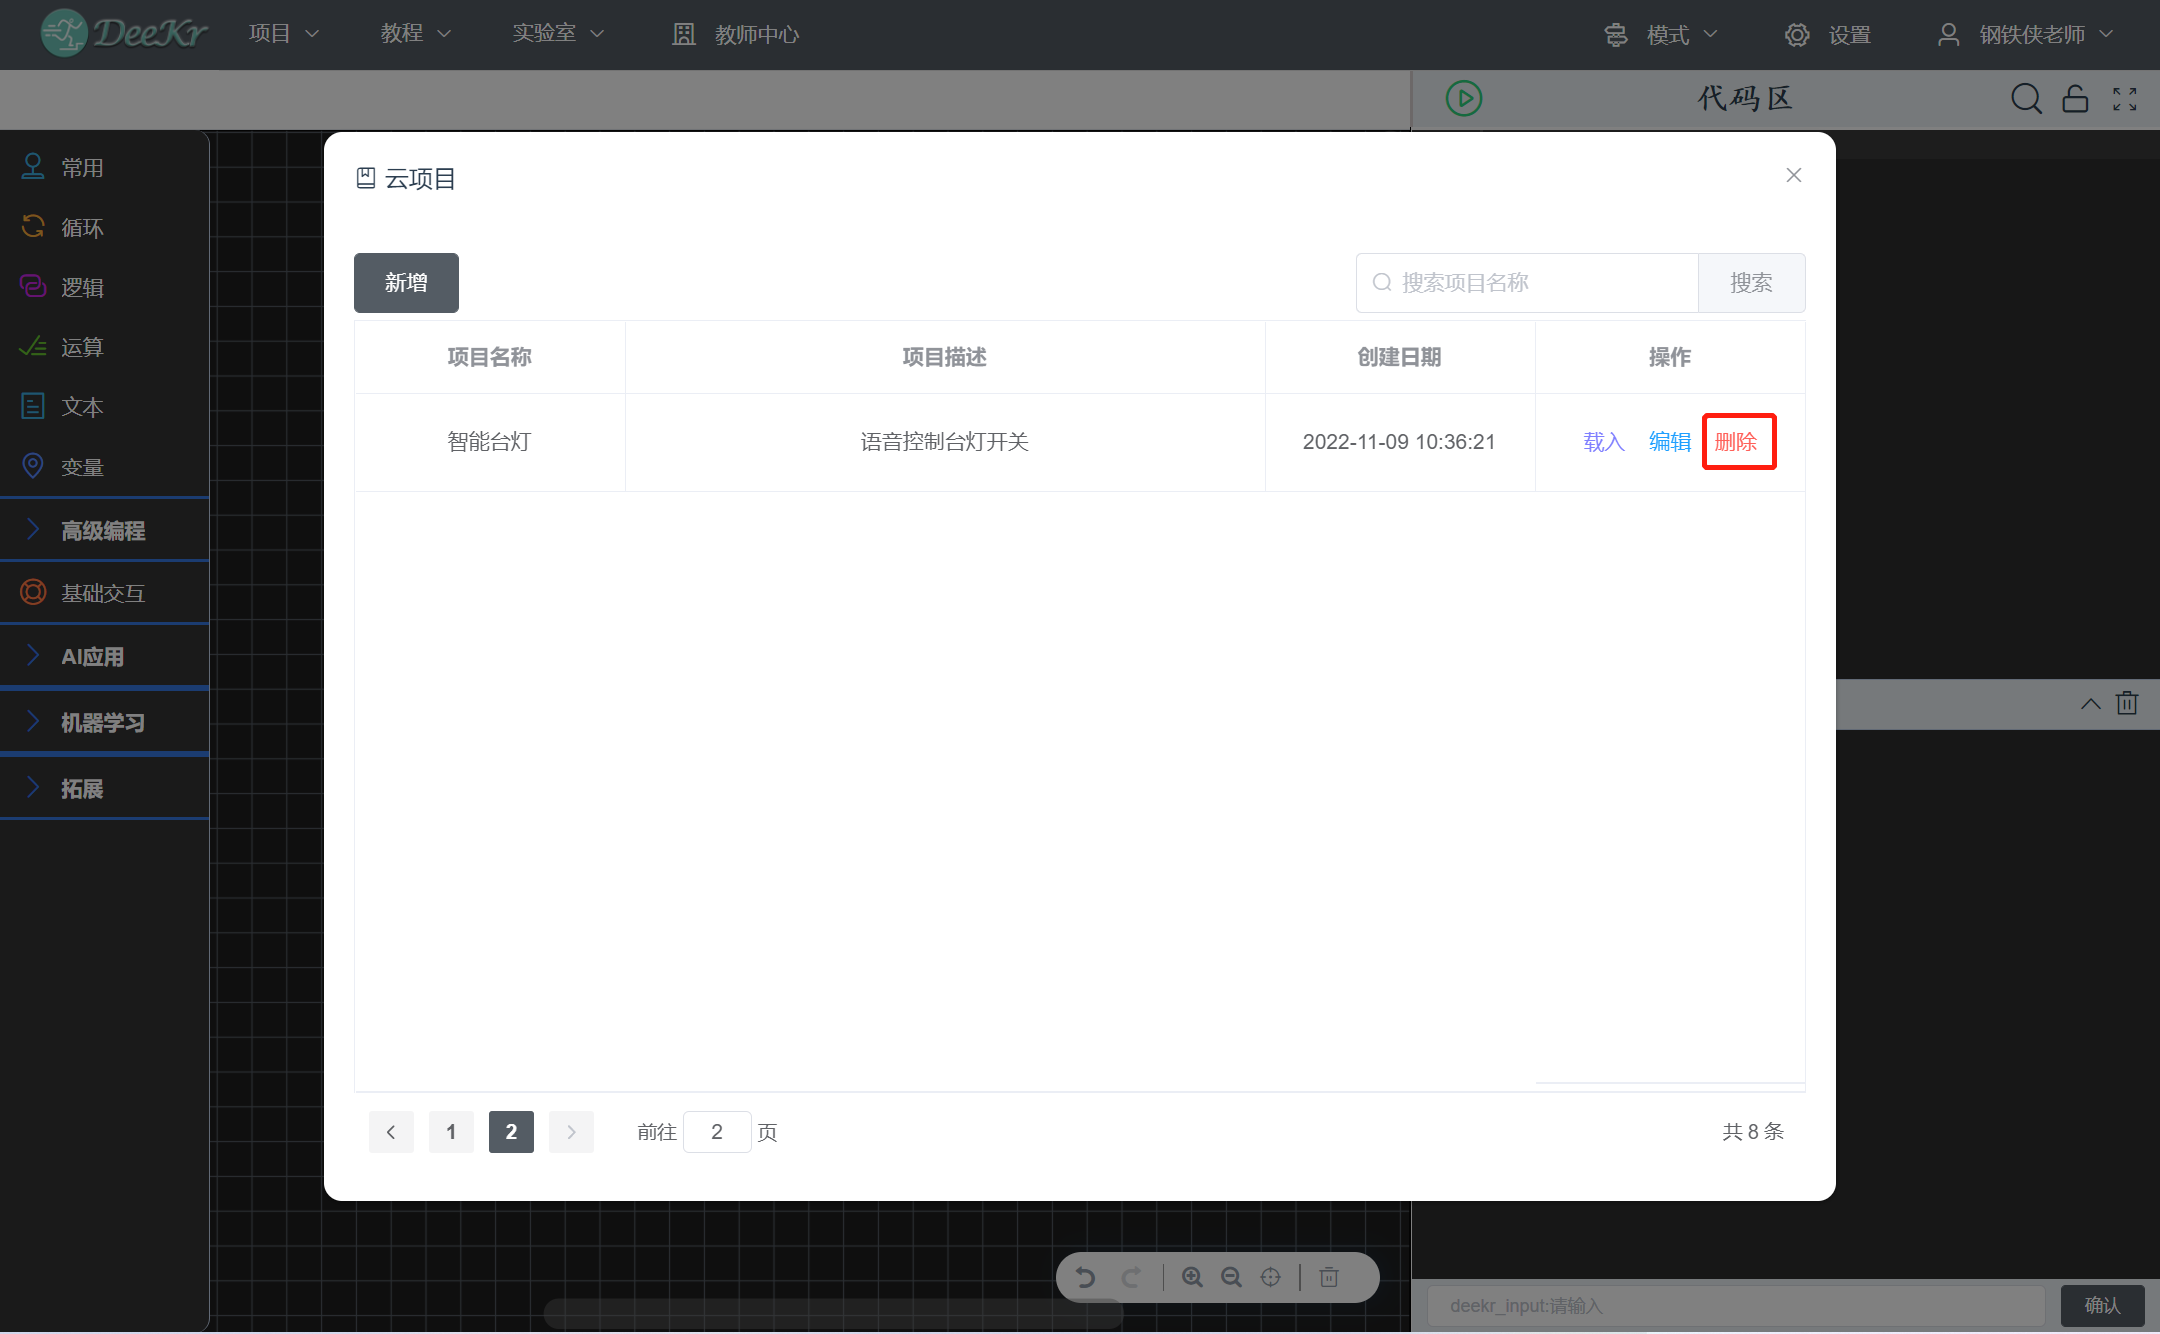 DeeKr 项目 教程 实验室 教师中心 模式 设置 钢铁侠老师
代码区
常用
循环
逻辑
运算
文本
变量
高级编程
基础交互
AI应用
机器学习
拓展
云项目
新增 搜索项目名称 搜索
项目名称 项目描述 创建日期 操作
智能台灯 语音控制台灯开关 2022-11-09 10:36:21 载入 编辑 删除
1 2 前往 2 页 共 8 条
deekr_input:请输入 确认